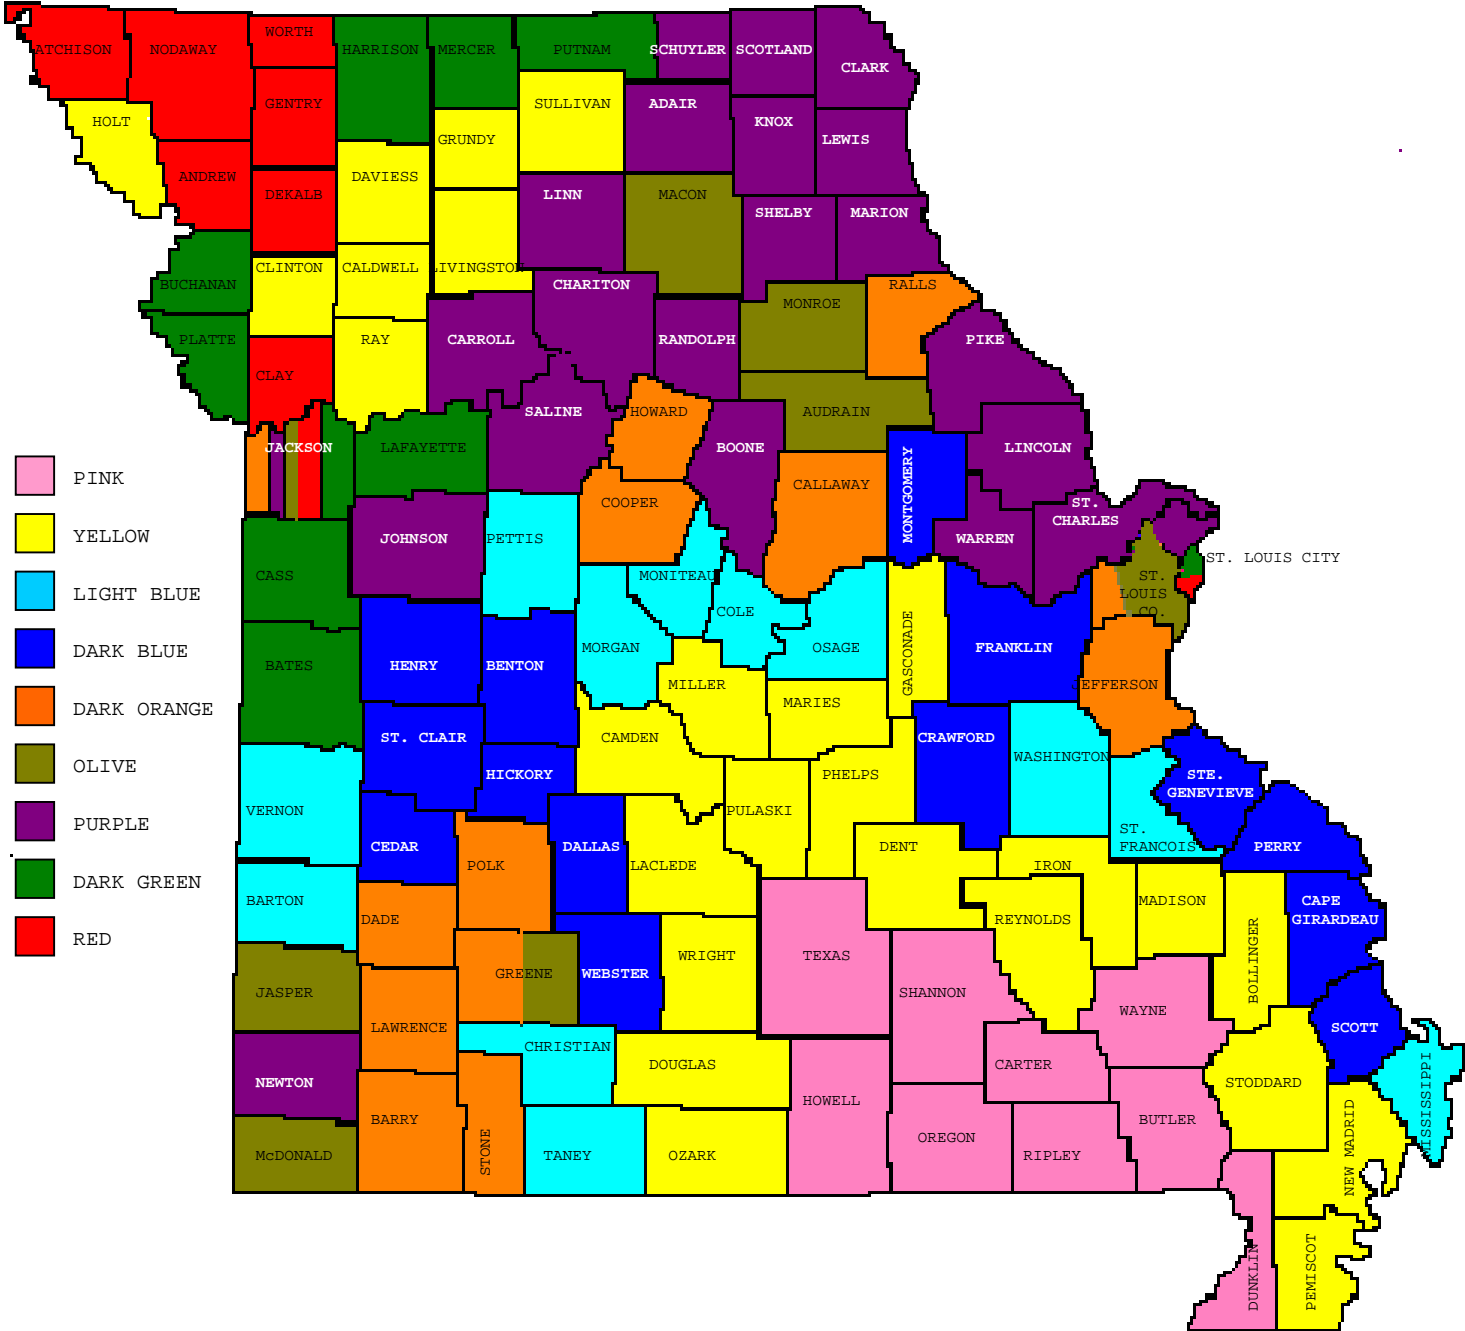 WORTH
ATCHISON
NODAWAY
HARRISON
MERCER
PUTNAM
SCHUYLER
SCOTLAND
CLARK
HOLT
GENTRY
SULLIVAN
ADAIR
KNOX
LEWIS
GRUNDY
ANDREW
DEKALB
DAVIESS
LINN
MACON
SHELBY
MARION
CLINTON
CALDWELL
LIVINGSTON
BUCHANAN
CHARITON
MONROE
RALLS
PLATTE
RAY
CARROLL
RANDOLPH
PIKE
CLAY
SALINE
HOWARD
AUDRAIN
JACKSON
LAFAYETTE
BOONE
LINCOLN
COOPER
CALLAWAY
MONTGOMERY
ST.
CHARLES
JOHNSON
PETTIS
WARREN
CASS
MONITEAU
ST. LOUIS CITY
ST.
LOUIS
CO.
COLE
BATES
HENRY
BENTON
MORGAN
OSAGE
GASCONADE
FRANKLIN
JEFFERSON
MILLER
MARIES
ST. CLAIR
CAMDEN
CRAWFORD
WASHINGTON
HICKORY
PHELPS
STE.
GENEVIEVE
VERNON
PULASKI
ST.
FRANCOIS
CEDAR
POLK
DALLAS
LACLEDE
DENT
IRON
PERRY
BARTON
DADE
REYNOLDS
MADISON
CAPE
GIRARDEAU
JASPER
GREENE
WEBSTER
WRIGHT
TEXAS
SHANNON
BOLLINGER
LAWRENCE
WAYNE
SCOTT
CHRISTIAN
DOUGLAS
CARTER
NEWTON
STODDARD
MISSISSIPPI
BARRY
HOWELL
OREGON
BUTLER
NEW MADRID
McDONALD
STONE
TANEY
OZARK
RIPLEY
DUNKLIN
PEMISCOT
PINK
YELLOW
LIGHT BLUE
DARK BLUE
DARK ORANGE
OLIVE
PURPLE
DARK GREEN
RED